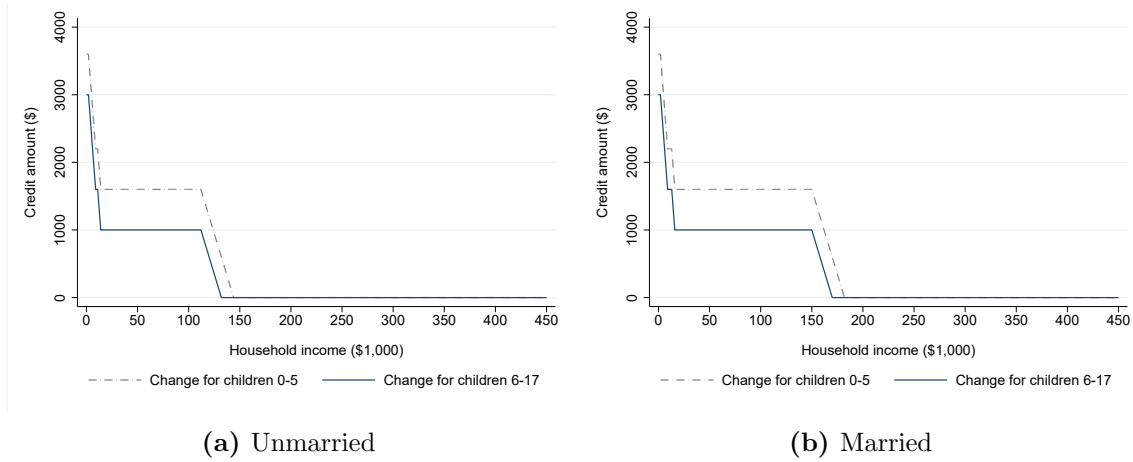 Credit amount ($)
4000
3000
2000
1000
0
0 50 100 150 200 250 300 350 400 450
Household income ($1,000)
Change for children 0-5 Change for children 6-17
(a) Unmarried
Credit amount ($)
4000
3000
2000
1000
0
0 50 100 150 200 250 300 350 400 450
Household income ($1,000)
Change for children 0-5 Change for children 6-17
(b) Married